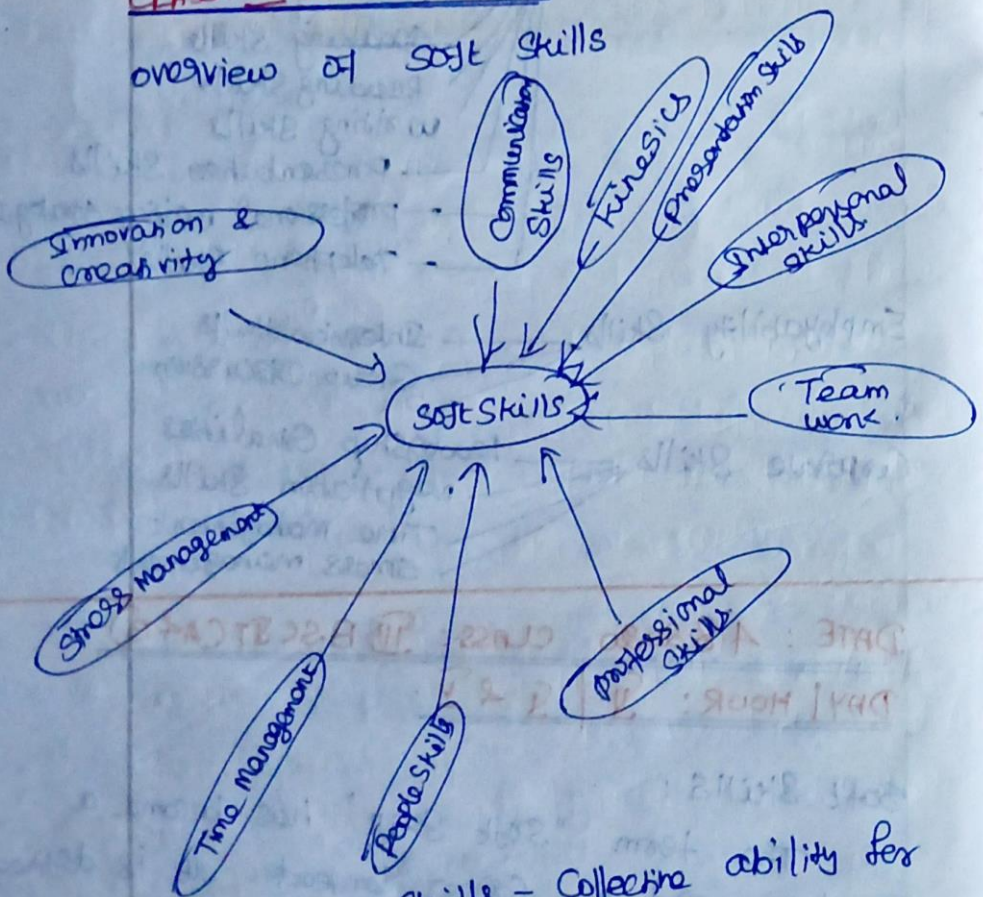 overview of Soft Skills
Communication
Skills
Kinesics
Presentation Skills
Interpersonal
Skills
Innovation &
Creativity
Soft Skills
Team
work.
Stress Management
Time Management
People Skills
Professional
Skills
Skills - Collective ability for